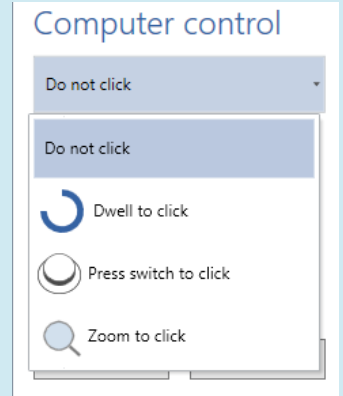 Computer control
Do not click
Do not click
Dwell to click
Press switch to click
Zoom to click